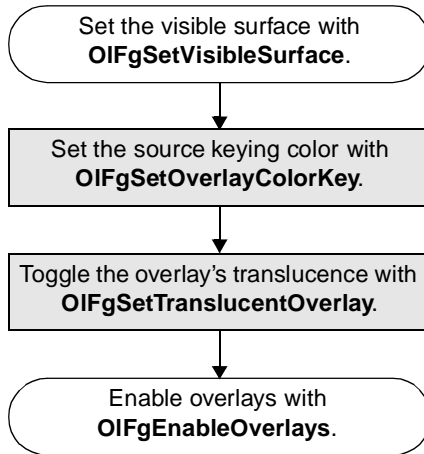 Set the visible surface with
OlFgSetVisibleSurface.
Set the source keying color with
OlFgSetOverlayColorKey.
Toggle the overlay’s translucence with
OlFgSetTranslucentOverlay.
Enable overlays with
OlFgEnableOverlays.